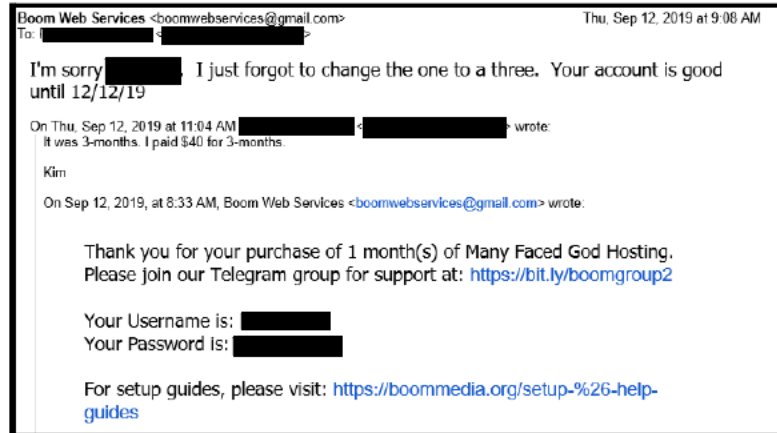 Boom Web Services <boomwebservices@gmail.com> Thu, Sep 12, 2019 at 9:08 AM
To: < >
I'm sorry . I just forgot to change the one to a three. Your account is good
until 12/12/19
On Thu, Sep 12, 2019 at 11:04 AM < > wrote:
It was 3-months. I paid $40 for 3-months.
Kim
On Sep 12, 2019, at 8:33 AM, Boom Web Services <boomwebservices@gmail.com> wrote:
Thank you for your purchase of 1 month(s) of Many Faced God Hosting.
Please join our Telegram group for support at: https://bit.ly/boomgroup2
Your Username is:
Your Password is:
For setup guides, please visit: https://boommedia.org/setup-%26-help-
guides